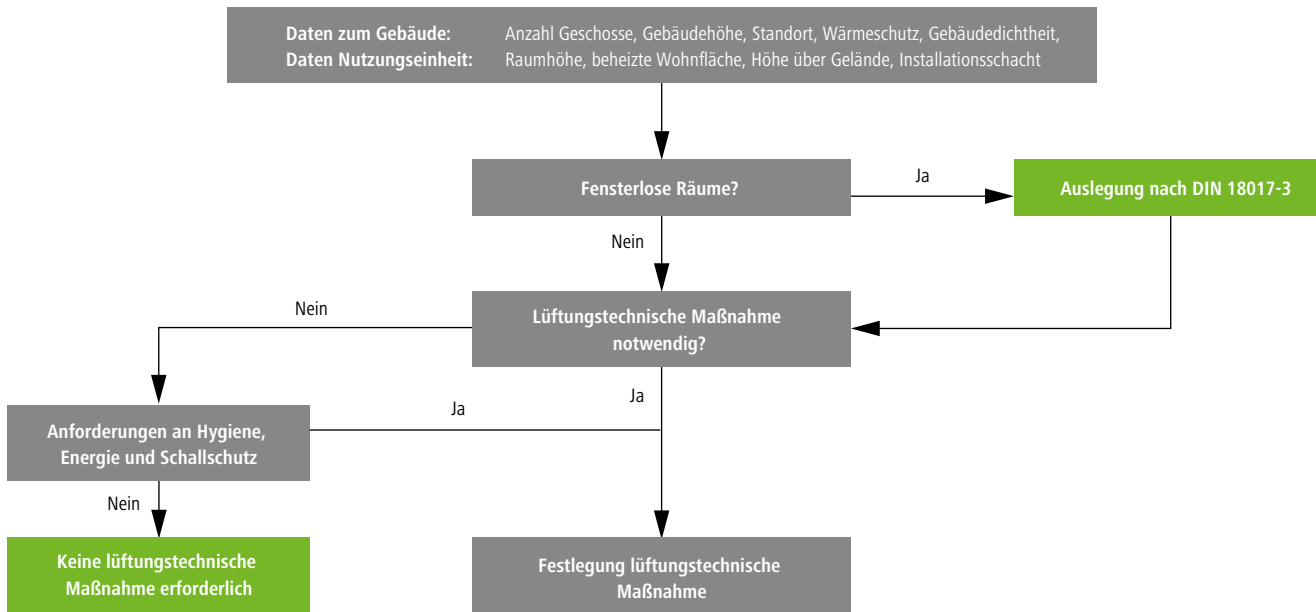 Daten zum Gebäude: Anzahl Geschosse, Gebäudehöhe, Standort, Wärmeschutz, Gebäudedichtheit,
Daten Nutzungseinheit: Raumhöhe, beheizte Wohnfläche, Höhe über Gelände, Installationsschacht
Fensterlose Räume?
Ja
Auslegung nach DIN 18017-3
Nein
Lüftungstechnische Maßnahme
notwendig?
Nein
Ja
Anforderungen an Hygiene,
Energie und Schallschutz
Ja
Nein
Keine lüftungstechnische
Maßnahme erforderlich
Festlegung lüftungstechnische
Maßnahme